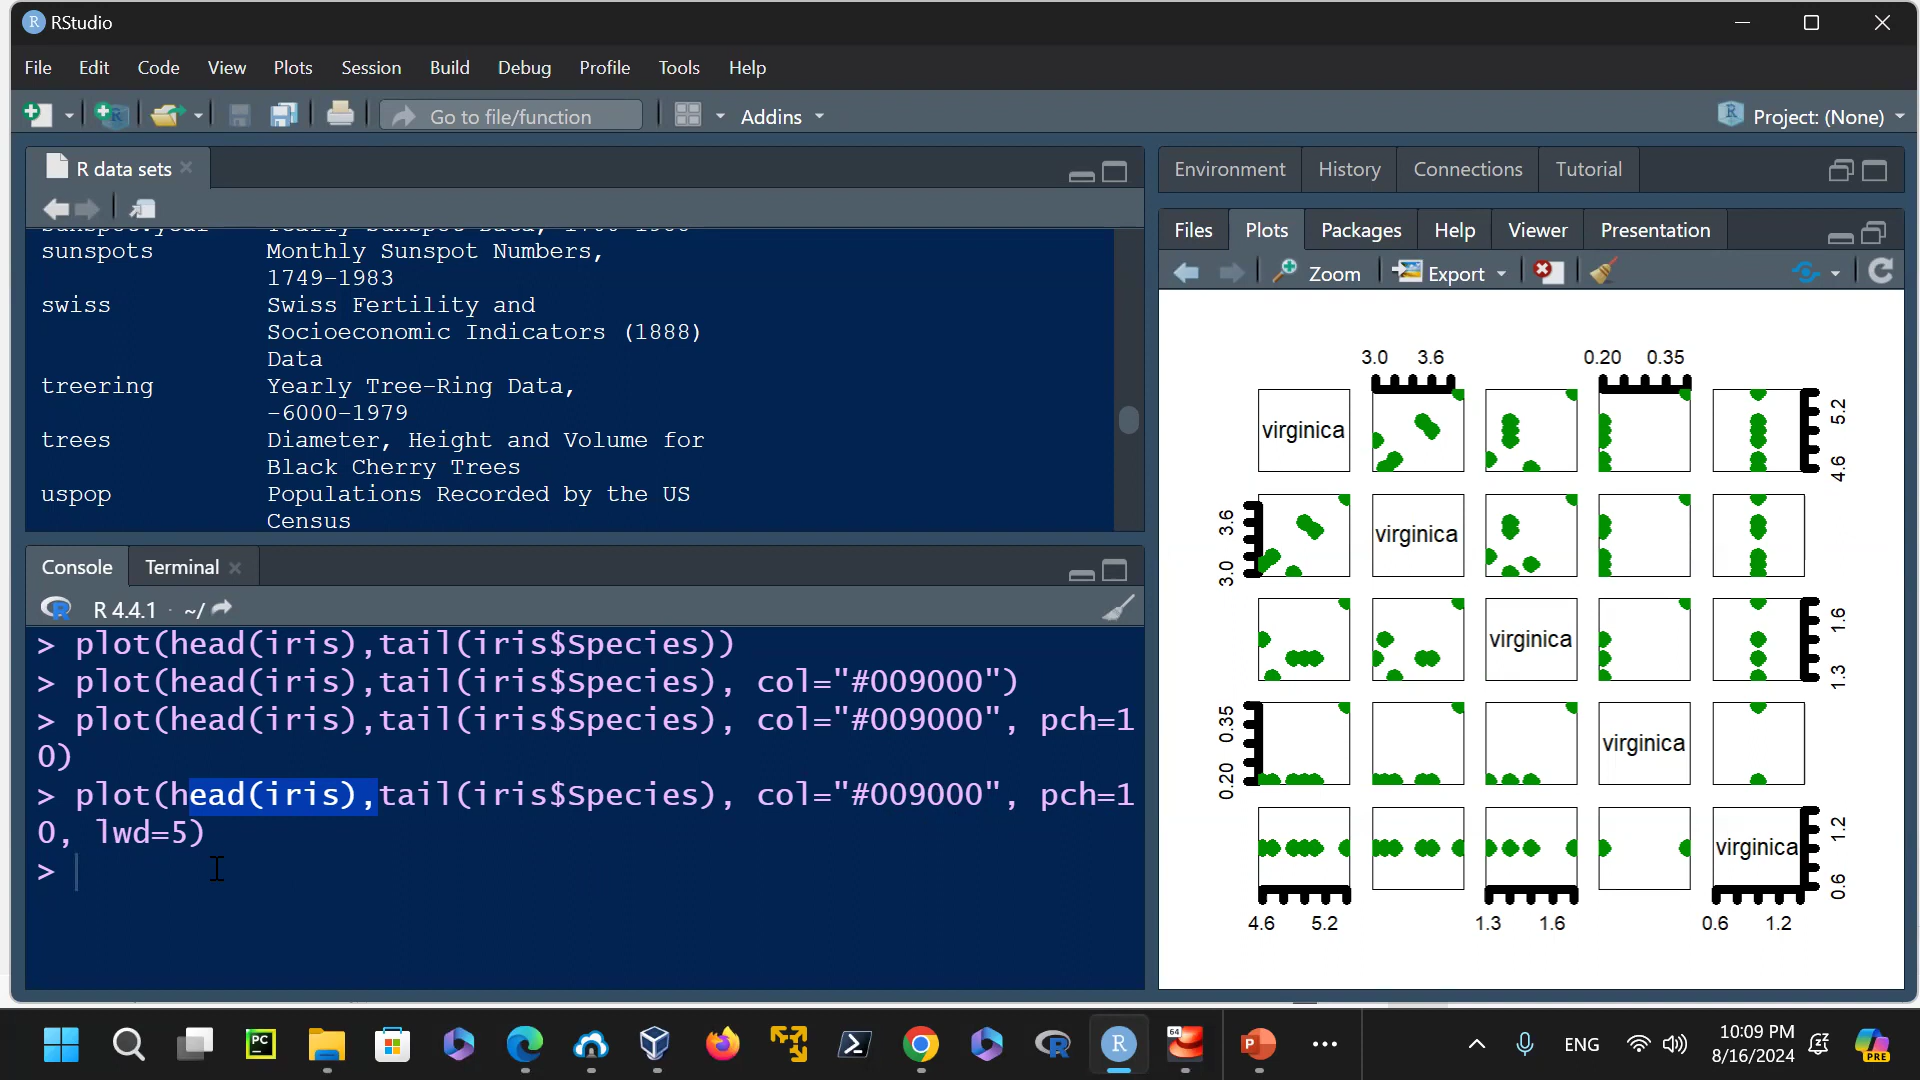 RStudio
File Edit Code View Plots Session Build Debug Profile Tools Help
Go to file/function Addins Project: (None)
R data sets
sunspots Monthly Sunspot Numbers,
1749-1983
swiss Swiss Fertility and
Socioeconomic Indicators (1888)
Data
treering Yearly Tree-Ring Data,
-6000-1979
trees Diameter, Height and Volume for
Black Cherry Trees
uspop Populations Recorded by the US
Census
Console Terminal
R 4.4.1 · ~/
> plot(head(iris),tail(iris$Species))
> plot(head(iris),tail(iris$Species), col="#009000")
> plot(head(iris),tail(iris$Species), col="#009000", pch=1
0)
> plot(head(iris),tail(iris$Species), col="#009000", pch=1
0, lwd=5)
>
Environment History Connections Tutorial
Files Plots Packages Help Viewer Presentation
Zoom Export
3.0 3.6 0.20 0.35
virginica 4.6 5.2
3.0 3.6 virginica
virginica 1.3 1.6
0.20 0.35 virginica
virginica 0.6 1.2
4.6 5.2 1.3 1.6 0.6 1.2
PC 64 R P PRE
ENG 10:09 PM
8/16/2024